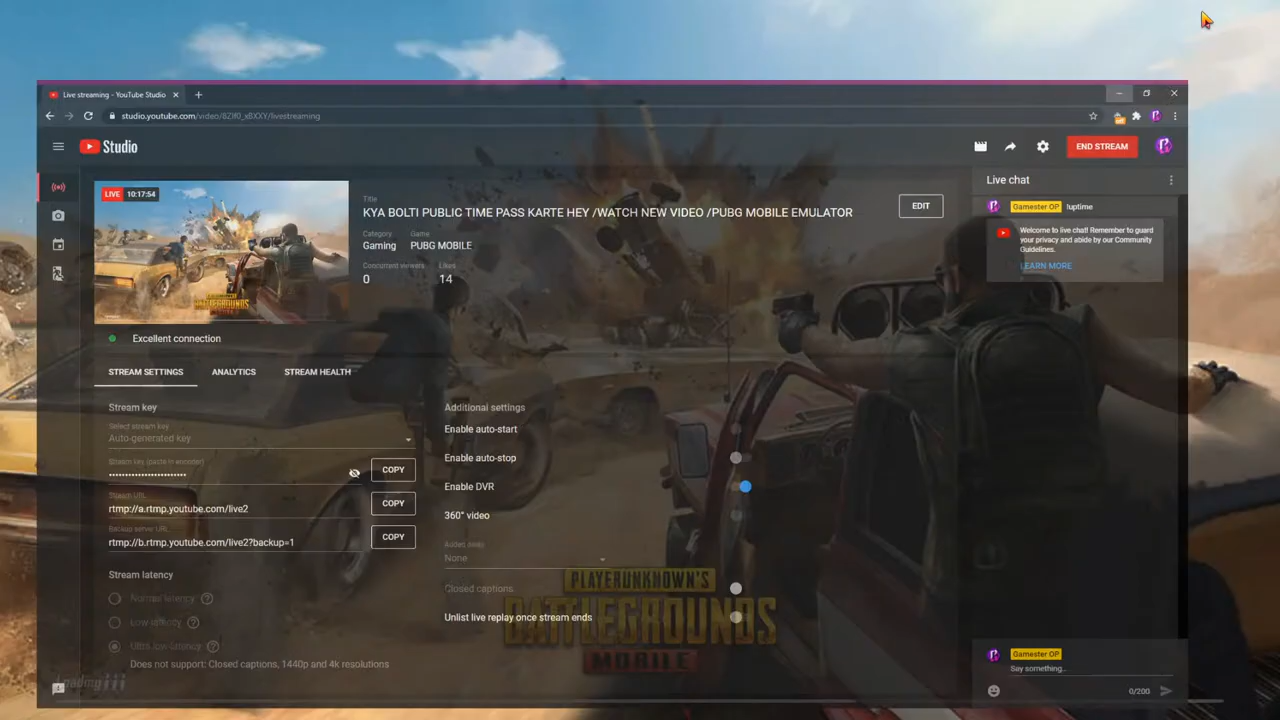 Live streaming - YouTube Studio
studio.youtube.com/video/
/livestreaming
Studio
END STREAM
LIVE 10:17:54
Title
KYA BOLTI PUBLIC TIME PASS KARTE HEY /WATCH NEW VIDEO /PUBG MOBILE EMULATOR
EDIT
Category
Game
Gaming
PUBG MOBILE
Concurrent viewers
Likes
0
14
Excellent connection
STREAM SETTINGS
ANALYTICS
STREAM HEALTH
Stream key
Select stream key
Auto-generated key
Stream key (paste in encoder)
COPY
Stream URL
rtmp://a.rtmp.youtube.com/live2
COPY
Backup server URL
rtmp://b.rtmp.youtube.com/live2?backup=1
COPY
Stream latency
Normal latency
Low latency
Ultra low-latency
Does not support: Closed captions, 1440p and 4k resolutions
Additional settings
Enable auto-start
Enable auto-stop
Enable DVR
360° video
Added delay
None
Closed captions
Unlist live replay once stream ends
Live chat
Gamester OP !uptime
Welcome to live chat! Remember to guard
your privacy and abide by our Community
Guidelines.
LEARN MORE
Gamester OP
Say something...
0/200
PLAYERUNKNOWN'S
BATTLEGROUNDS
MOBILE